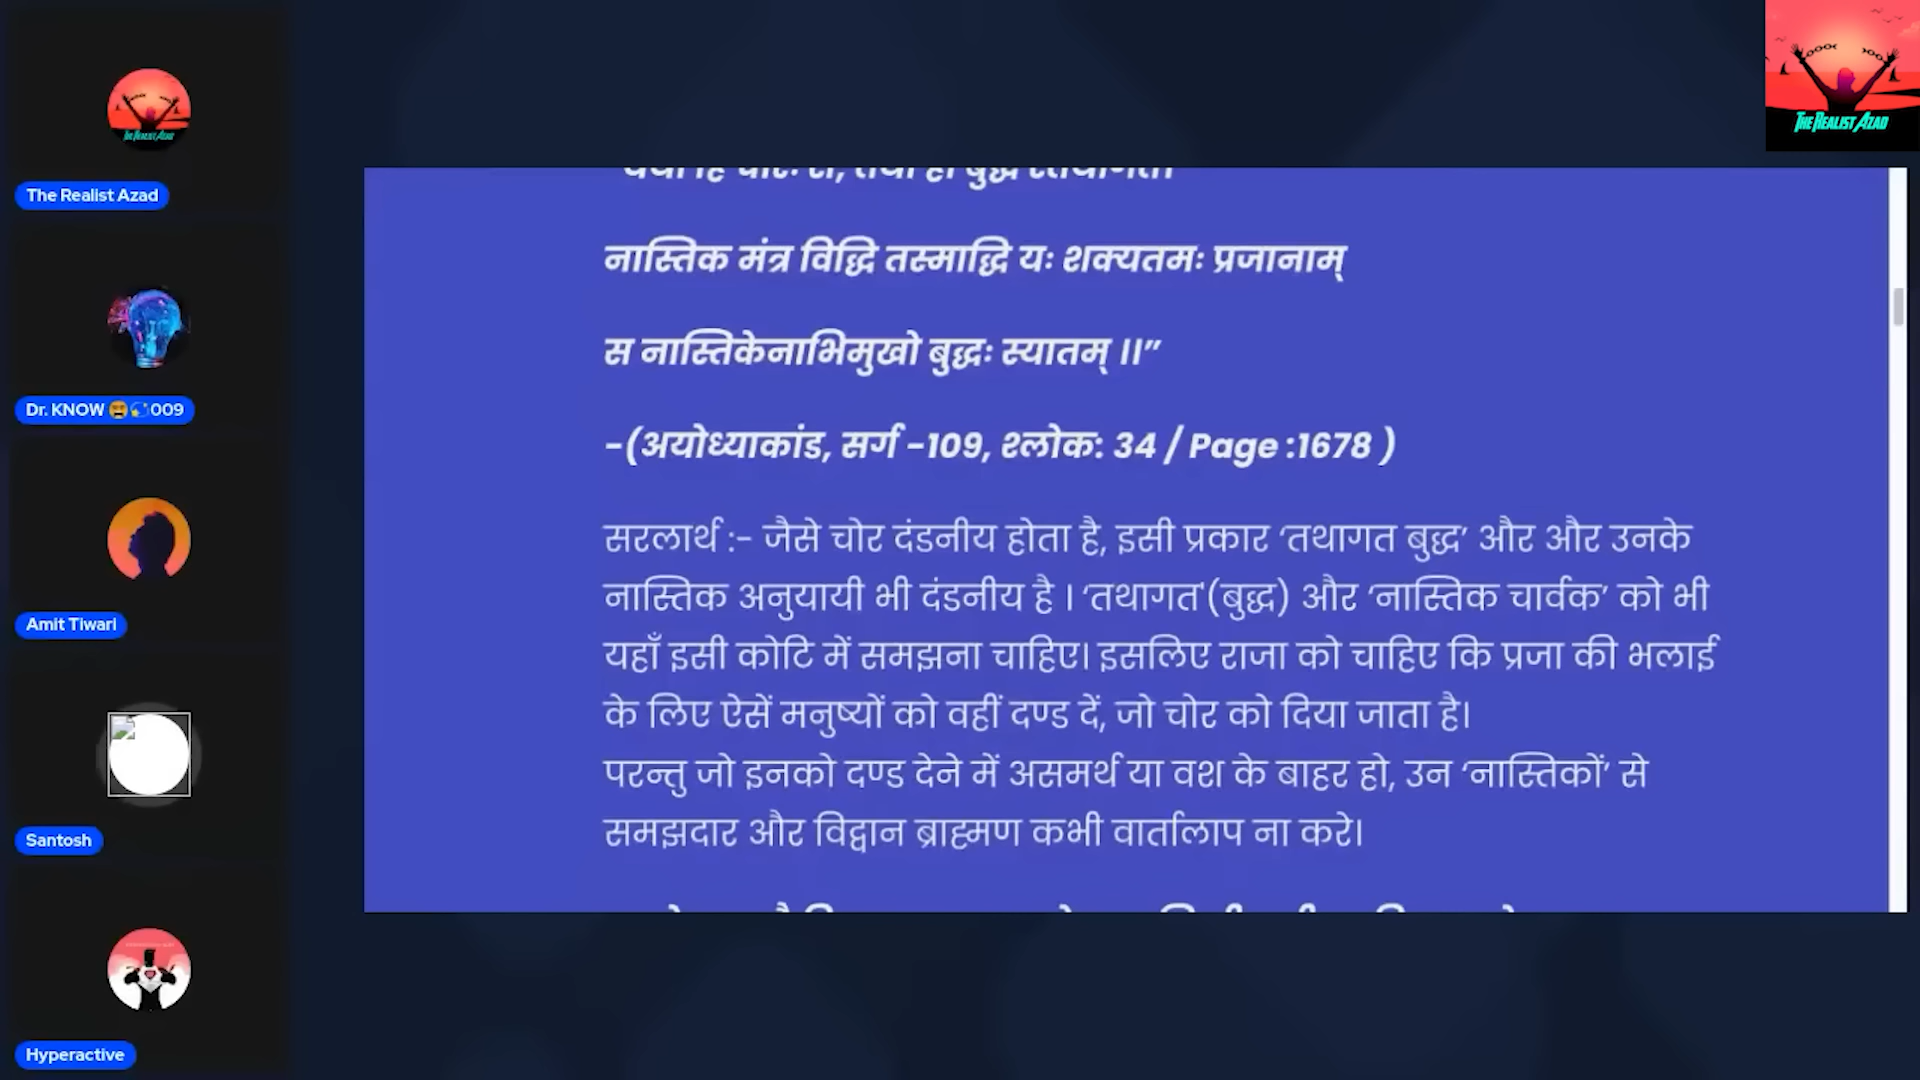 The Realist Azad
THE REALIST AZAD
नास्तिक मंत्र विद्धि तस्माद्धि यः शक्यतमः प्रजानाम्
स नास्तिकेनाभिमुखो बुद्धः स्यातम् ।।”
-(अयोध्याकांड, सर्ग -109, श्लोक: 34 / Page :1678 )
सरलार्थ :- जैसे चोर दंडनीय होता है, इसी प्रकार ‘तथागत बुद्ध’ और और उनके
नास्तिक अनुयायी भी दंडनीय है । ‘तथागत'(बुद्ध) और ‘नास्तिक चार्वक’ को भी
यहाँ इसी कोटि में समझना चाहिए। इसलिए राजा को चाहिए कि प्रजा की भलाई
के लिए ऐसें मनुष्यों को वहीं दण्ड दें, जो चोर को दिया जाता है।
परन्तु जो इनको दण्ड देने में असमर्थ या वश के बाहर हो, उन ‘नास्तिकों’ से
समझदार और विद्वान ब्राह्मण कभी वार्तालाप ना करे।
Dr. KNOW 😫💫009
Amit Tiwari
Santosh
Hyperactive